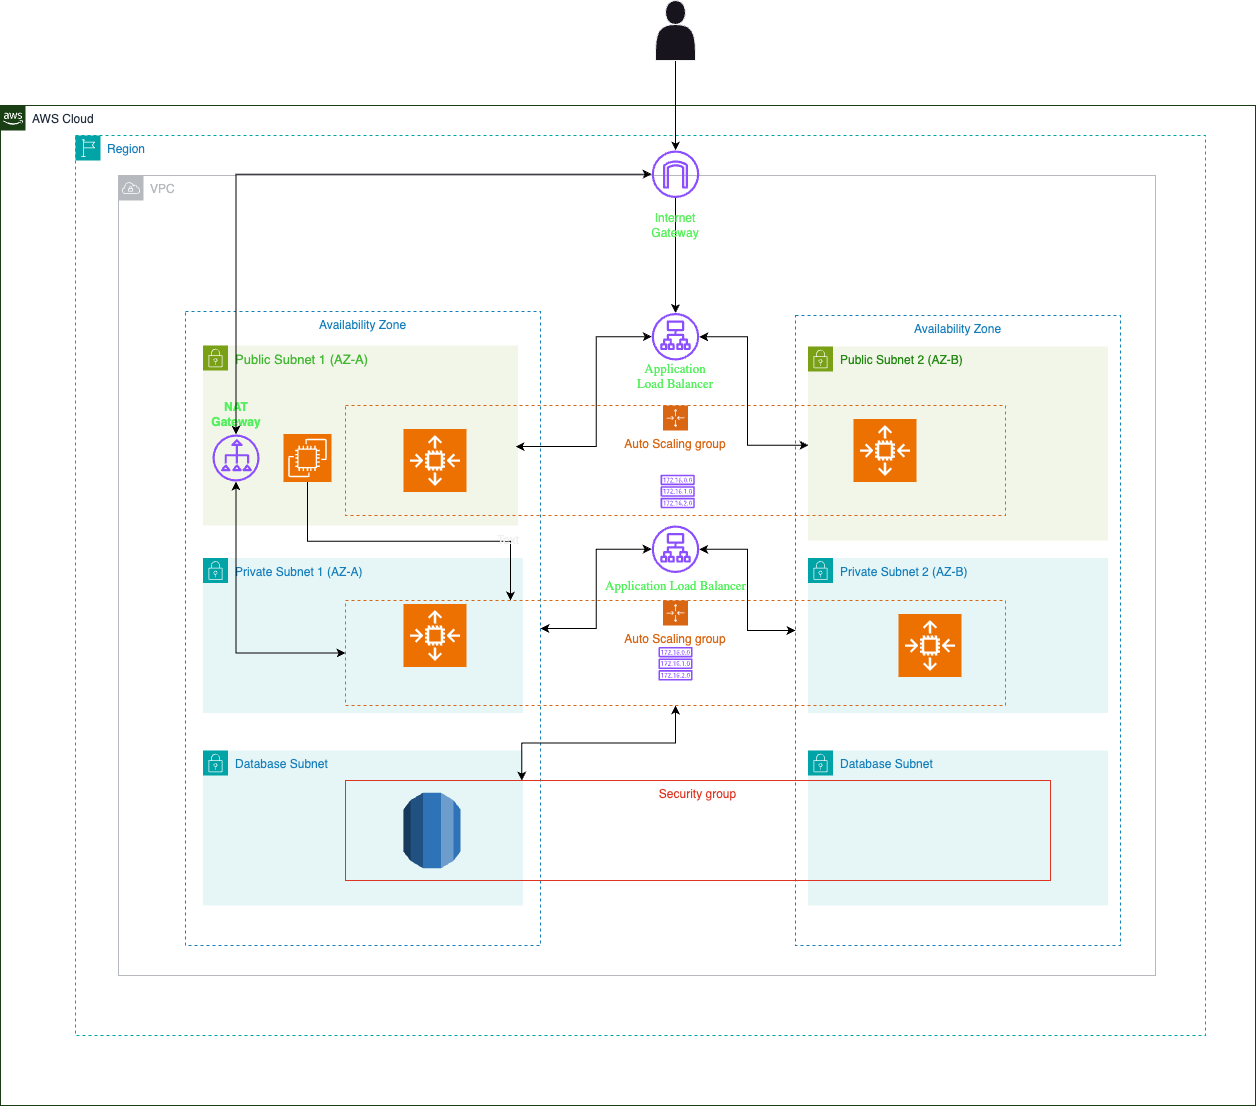 aws
AWS Cloud
Region
VPC
Internet
Gateway
Availability Zone
Availability Zone
Public Subnet 1 (AZ-A)
Public Subnet 2 (AZ-B)
Application
Load Balancer
NAT
Gateway
Auto Scaling group
172.16.0.0
172.16.1.0
172.16.2.0
Text
Private Subnet 1 (AZ-A)
Private Subnet 2 (AZ-B)
Application Load Balancer
Auto Scaling group
172.16.0.0
172.16.1.0
172.16.2.0
Database Subnet
Database Subnet
Security group